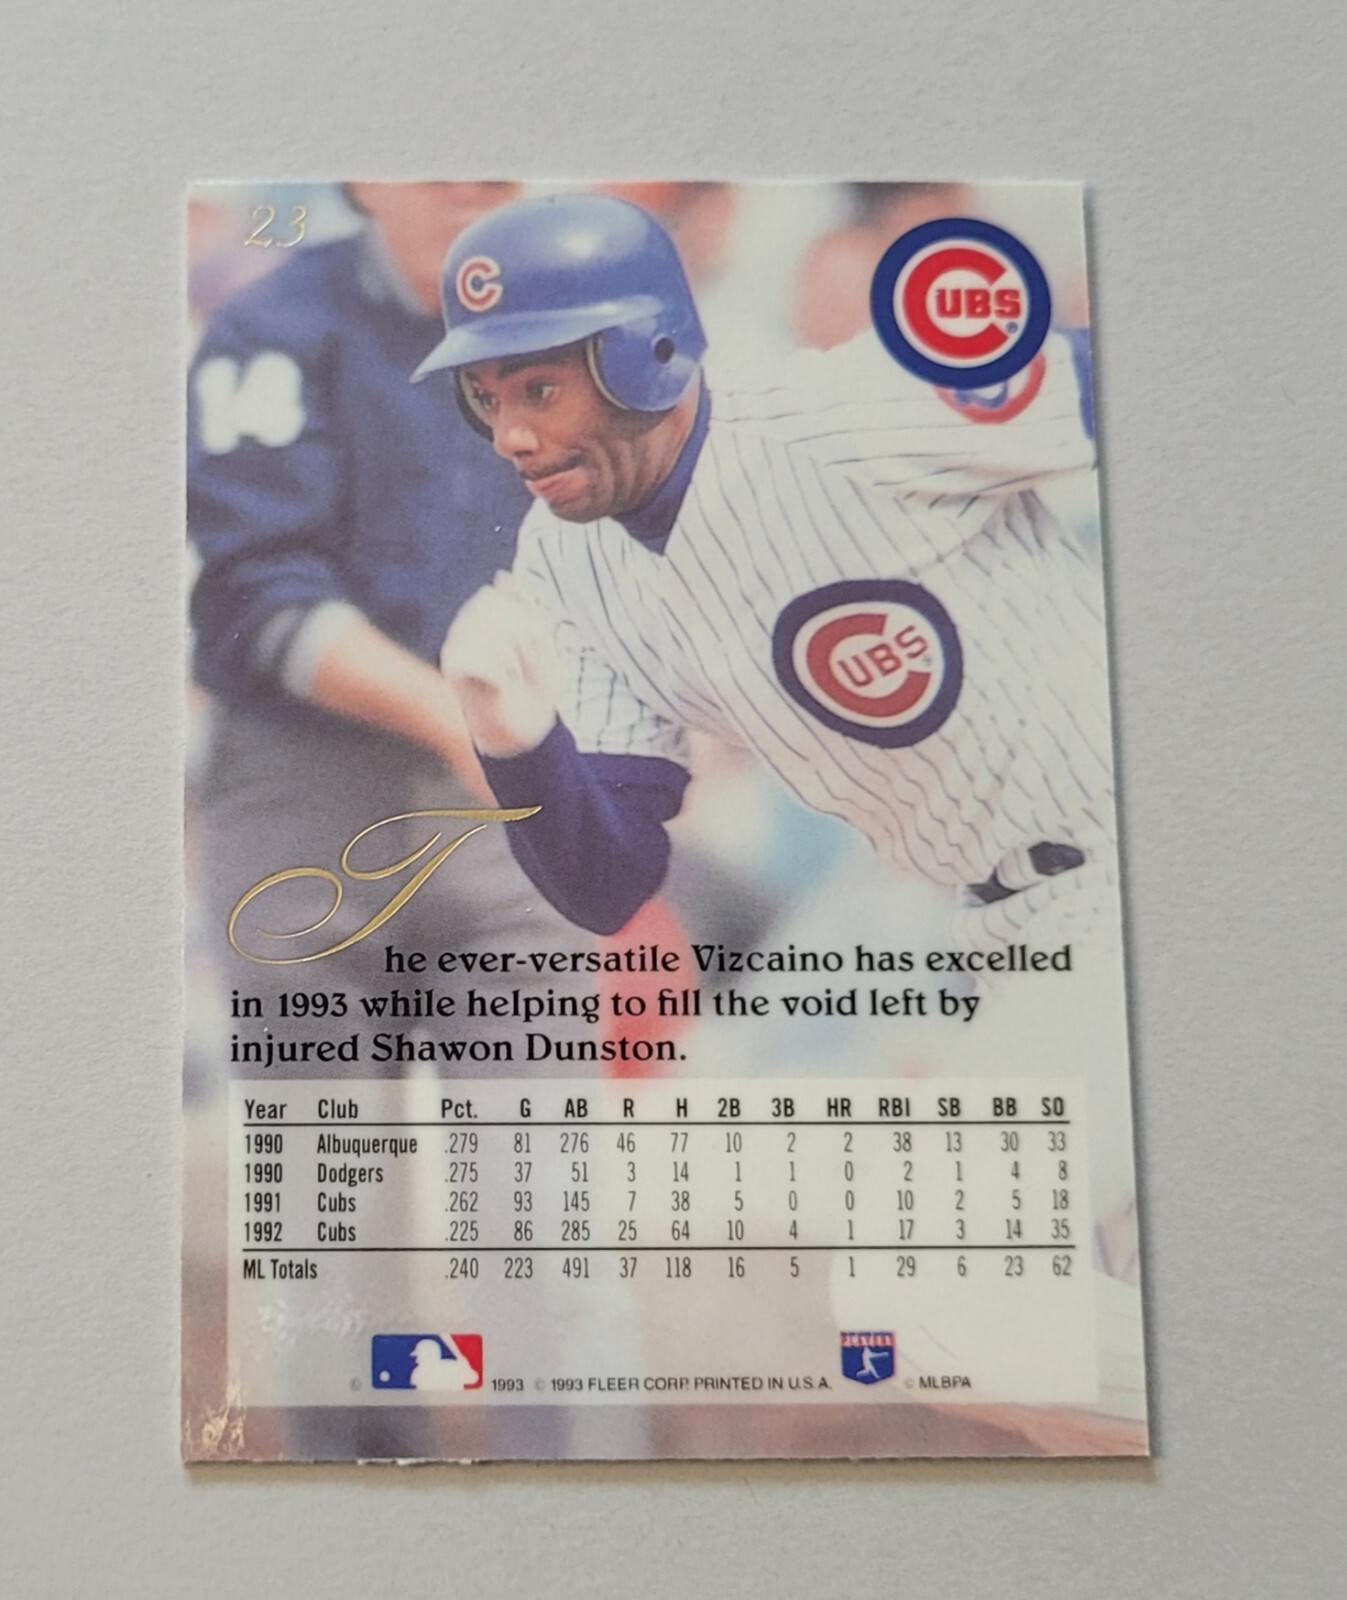 23
C
CUBS
14
CUBS
The ever-versatile Vizcaino has excelled
in 1993 while helping to fill the void left by
injured Shawon Dunston.
Year Club Pct. G AB R H 2B 3B HR RBI SB BB SO
1990 Albuquerque .279 81 276 46 77 10 2 2 38 13 30 33
1990 Dodgers .275 37 51 3 14 1 1 0 2 1 4 8
1991 Cubs .262 93 145 7 38 5 0 0 10 2 5 18
1992 Cubs .225 86 285 25 64 10 4 1 17 3 14 35
ML Totals .240 223 491 37 118 16 5 1 29 6 23 62
© 1993 © 1993 FLEER CORP. PRINTED IN U.S.A. © MLBPA